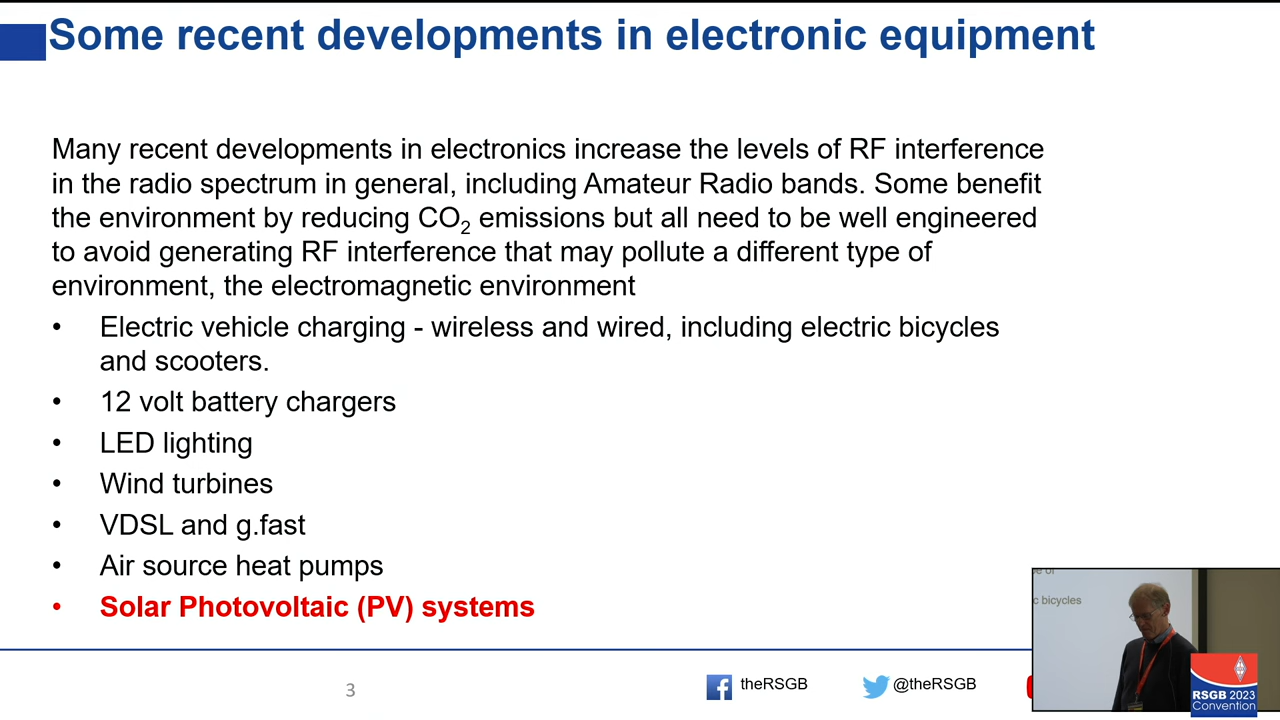 Some recent developments in electronic equipment
Many recent developments in electronics increase the levels of RF interference
in the radio spectrum in general, including Amateur Radio bands. Some benefit
the environment by reducing CO₂ emissions but all need to be well engineered
to avoid generating RF interference that may pollute a different type of
environment, the electromagnetic environment
• Electric vehicle charging - wireless and wired, including electric bicycles
and scooters.
• 12 volt battery chargers
• LED lighting
• Wind turbines
• VDSL and g.fast
• Air source heat pumps
• Solar Photovoltaic (PV) systems
c bicycles
3
theRSGB
@theRSGB
RSGB 2023
Convention